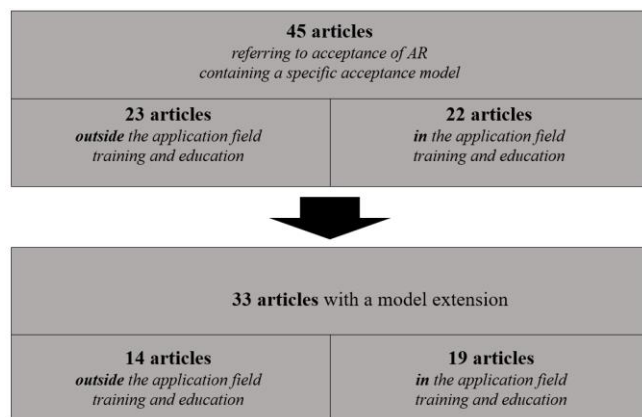 45 articles
referring to acceptance of AR
containing a specific acceptance model
23 articles
outside the application field
training and education
22 articles
in the application field
training and education
33 articles with a model extension
14 articles
outside the application field
training and education
19 articles
in the application field
training and education